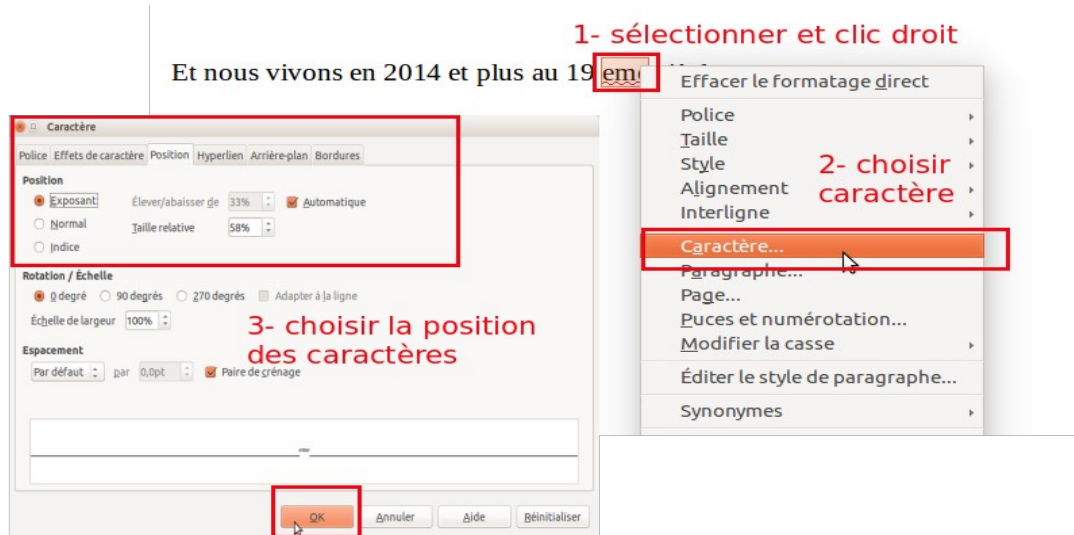 1- sélectionner et clic droit
Et nous vivons en 2014 et plus au 19 eme
Effacer le formatage direct
Police
Taille
Style
Alignement
Interligne
2- choisir
caractère
Caractère...
Paragraphe...
Page...
Puces et numérotation...
Modifier la casse
Éditer le style de paragraphe...
Synonymes
Caractère
Police Effets de caractère Position Hyperlien Arrière-plan Bordures
Position
Exposant Élever/abaisser de 33% Automatique
Normal Taille relative 58%
Indice
Rotation / Échelle
0 degré 90 degrés 270 degrés Adapter à la ligne
Échelle de largeur 100%
3- choisir la position
des caractères
Espacement
Par défaut par 0,0pt Paire de crénage
OK Annuler Aide Réinitialiser